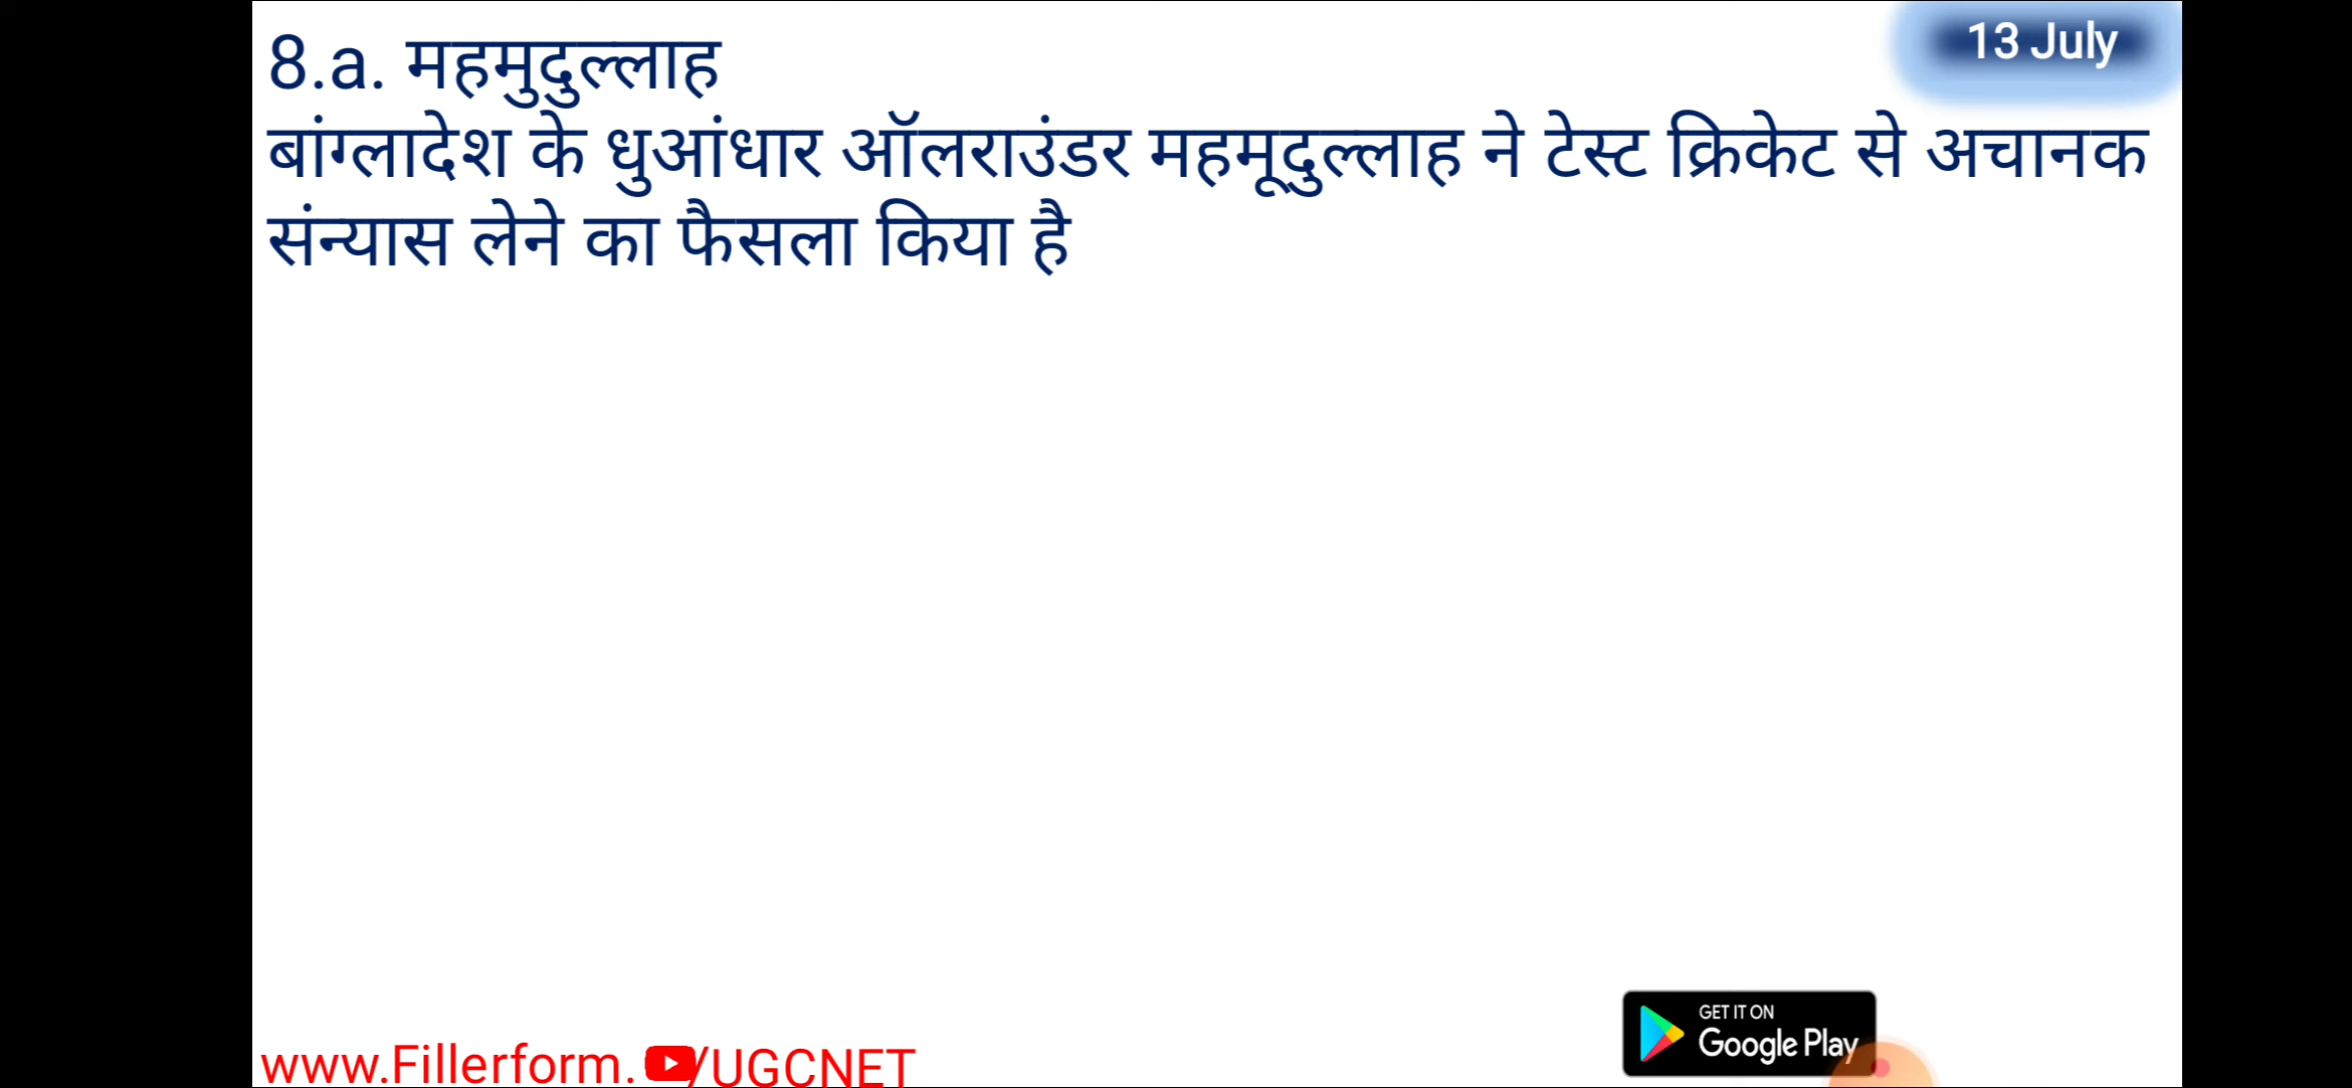 13 July
8.a. महमुदुल्लाह
बांग्लादेश के धुआंधार ऑलराउंडर महमूदुल्लाह ने टेस्ट क्रिकेट से अचानक
संन्यास लेने का फैसला किया है
GET IT ON
Google Play
www.Fillerform. /UGCNET